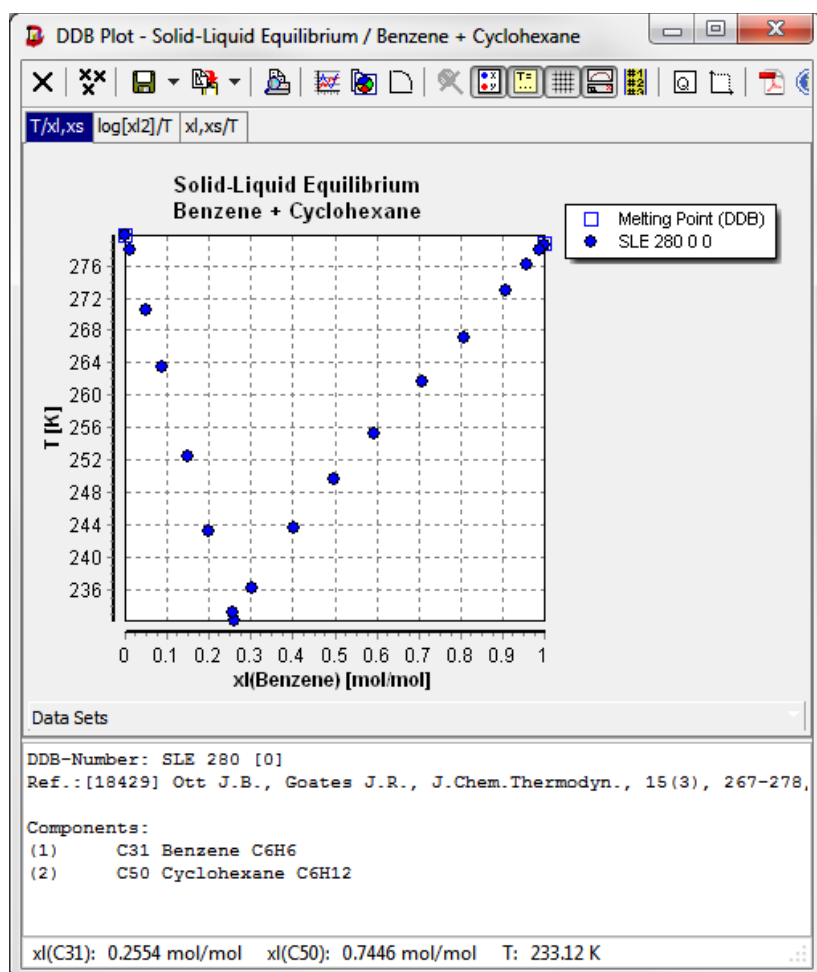 DDB Plot - Solid-Liquid Equilibrium / Benzene + Cyclohexane
T/xl,xs log[xl2]/T xl,xs/T
Solid-Liquid Equilibrium
Benzene + Cyclohexane
Melting Point (DDB)
SLE 280 0 0
276
272
268
264
260
256
252
248
244
240
236
T [K]
0 0.1 0.2 0.3 0.4 0.5 0.6 0.7 0.8 0.9 1
xl(Benzene) [mol/mol]
Data Sets
DDB-Number: SLE 280 [0]
Ref.:[18429] Ott J.B., Goates J.R., J.Chem.Thermodyn., 15(3), 267-278,
Components:
(1) C31 Benzene C6H6
(2) C50 Cyclohexane C6H12
xl(C31): 0.2554 mol/mol xl(C50): 0.7446 mol/mol T: 233.12 K